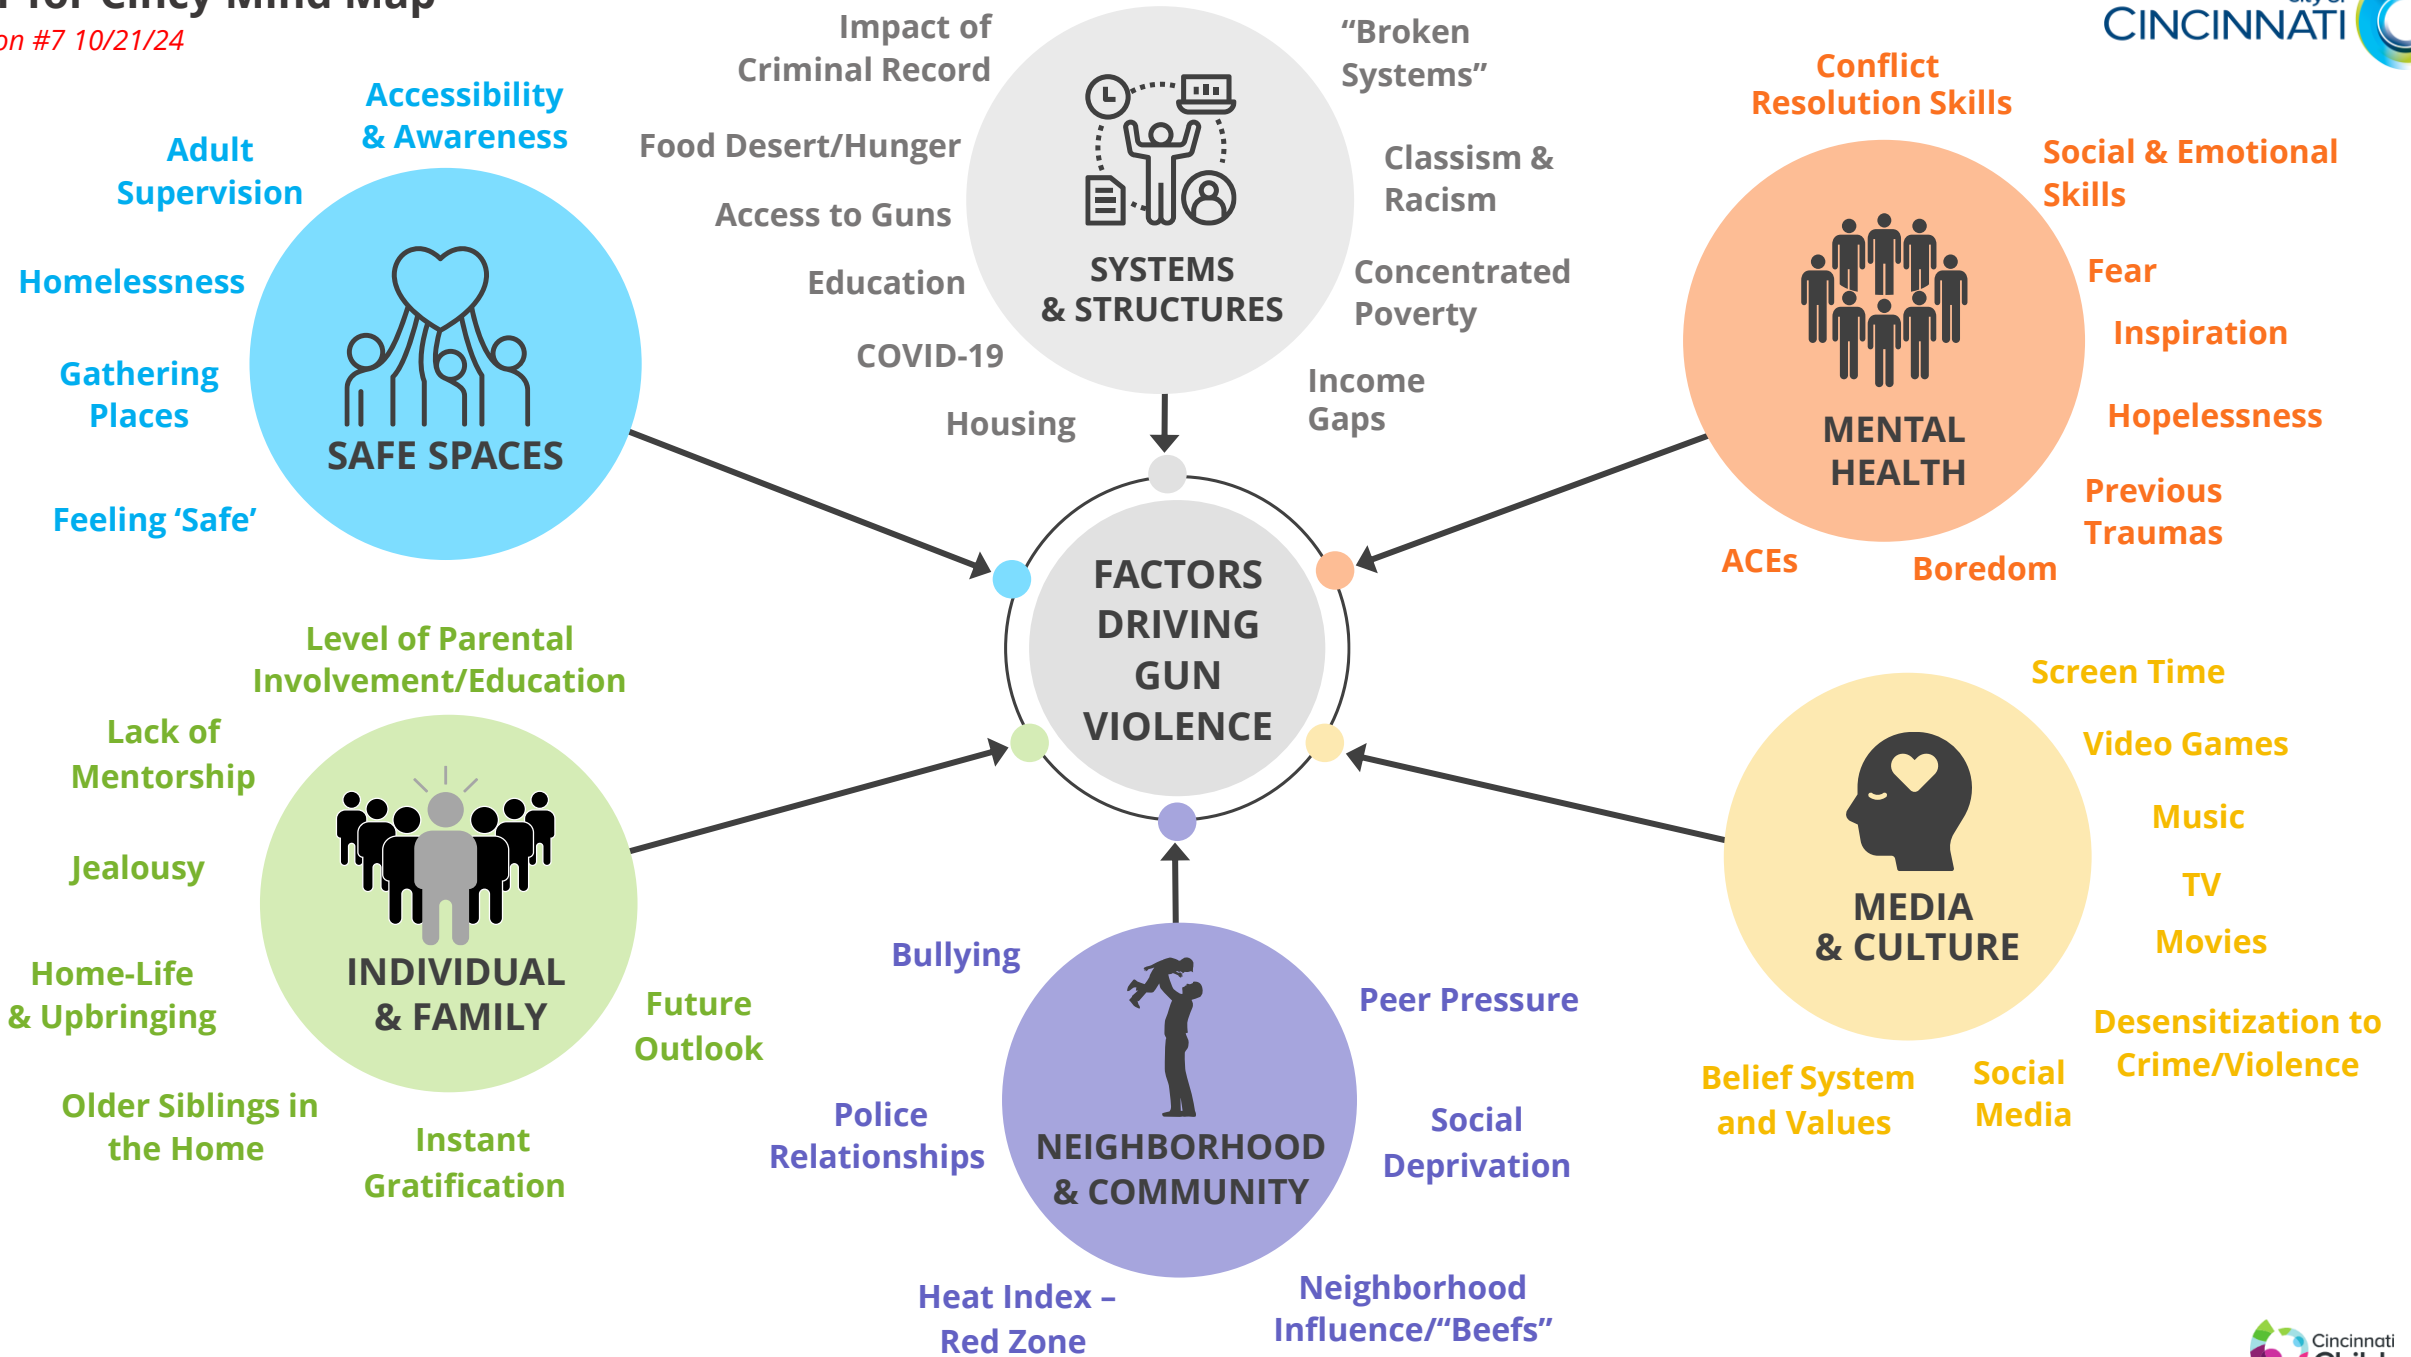 for Cincy Mind Map
#7 10/21/24
City of
CINCINNATI
Accessibility
& Awareness
Adult
Supervision
Homelessness
Gathering
Places
Feeling ‘Safe’
SAFE SPACES
Impact of
Criminal Record
Food Desert/Hunger
Access to Guns
Education
COVID-19
Housing
“Broken
Systems”
Classism &
Racism
Concentrated
Poverty
Income
Gaps
SYSTEMS
& STRUCTURES
Conflict
Resolution Skills
Social & Emotional
Skills
Fear
Inspiration
Hopelessness
Previous
Traumas
ACEs
Boredom
MENTAL
HEALTH
FACTORS
DRIVING
GUN
VIOLENCE
Level of Parental
Involvement/Education
Lack of
Mentorship
Jealousy
Home-Life
& Upbringing
Older Siblings in
the Home
Instant
Gratification
Future
Outlook
INDIVIDUAL
& FAMILY
Bullying
Police
Relationships
Heat Index –
Red Zone
Peer Pressure
Social
Deprivation
Neighborhood
Influence/“Beefs”
NEIGHBORHOOD
& COMMUNITY
Screen Time
Video Games
Music
TV
Movies
Desensitization to
Crime/Violence
Social
Media
Belief System
and Values
MEDIA
& CULTURE
Cincinnati